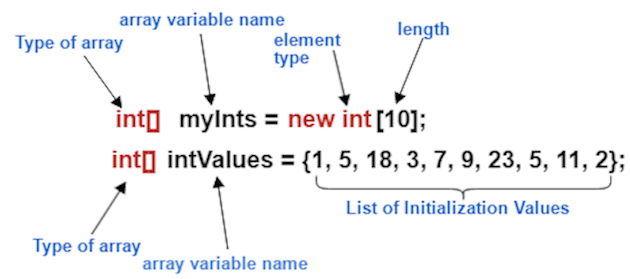 array variable name
Type of array
element
type
length
int[] myInts = new int [10];
int[] intValues = {1, 5, 18, 3, 7, 9, 23, 5, 11, 2};
List of Initialization Values
Type of array
array variable name